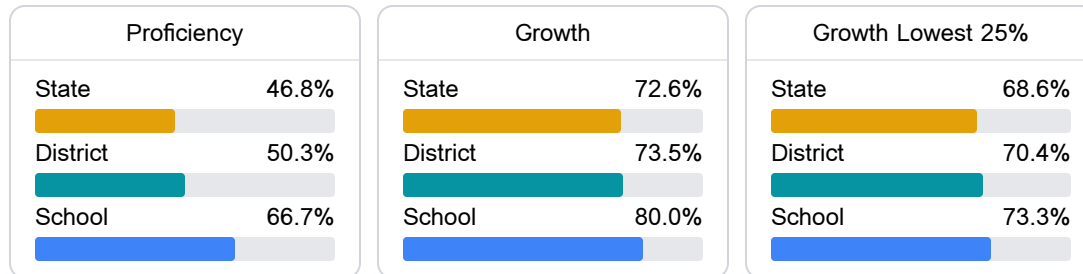 Proficiency
State 46.8%
District 50.3%
School 66.7%
Growth
State 72.6%
District 73.5%
School 80.0%
Growth Lowest 25%
State 68.6%
District 70.4%
School 73.3%